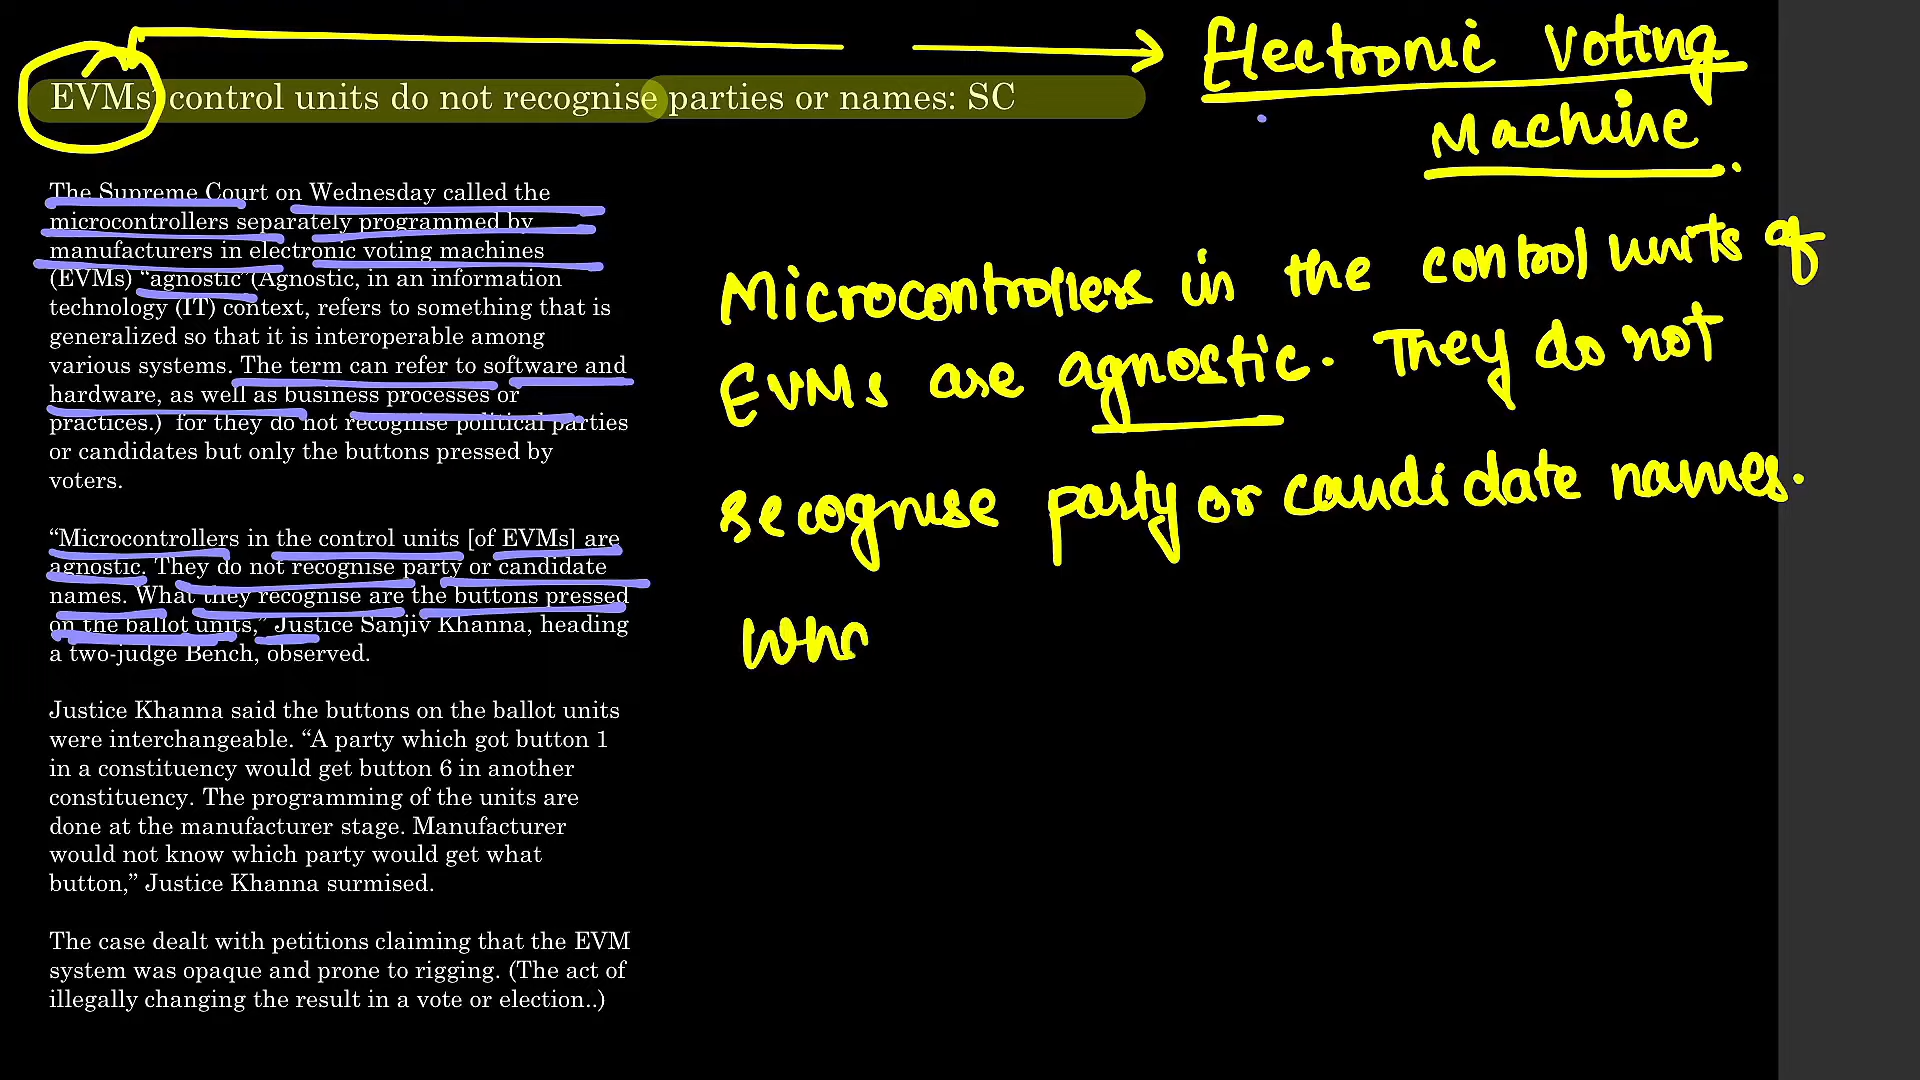 Electronic Voting
Machine
EVMs' control units do not recognise parties or names: SC
The Supreme Court on Wednesday called the
microcontrollers separately programmed by
manufacturers in electronic voting machines
(EVMs) “agnostic”(Agnostic, in an information
technology (IT) context, refers to something that is
generalized so that it is interoperable among
various systems. The term can refer to software and
hardware, as well as business processes or
practices.)  for they do not recognise political parties
or candidates but only the buttons pressed by
voters.
“Microcontrollers in the control units [of EVMs] are
agnostic. They do not recognise party or candidate
names. What they recognise are the buttons pressed
on the ballot units,” Justice Sanjiv Khanna, heading
a two-judge Bench, observed.
Justice Khanna said the buttons on the ballot units
were interchangeable. “A party which got button 1
in a constituency would get button 6 in another
constituency. The programming of the units are
done at the manufacturer stage. Manufacturer
would not know which party would get what
button,” Justice Khanna surmised.
The case dealt with petitions claiming that the EVM
system was opaque and prone to rigging. (The act of
illegally changing the result in a vote or election..)
Microcontrollers in the control units of
EVMs are agnostic. They do not
recognise party or candidate names.